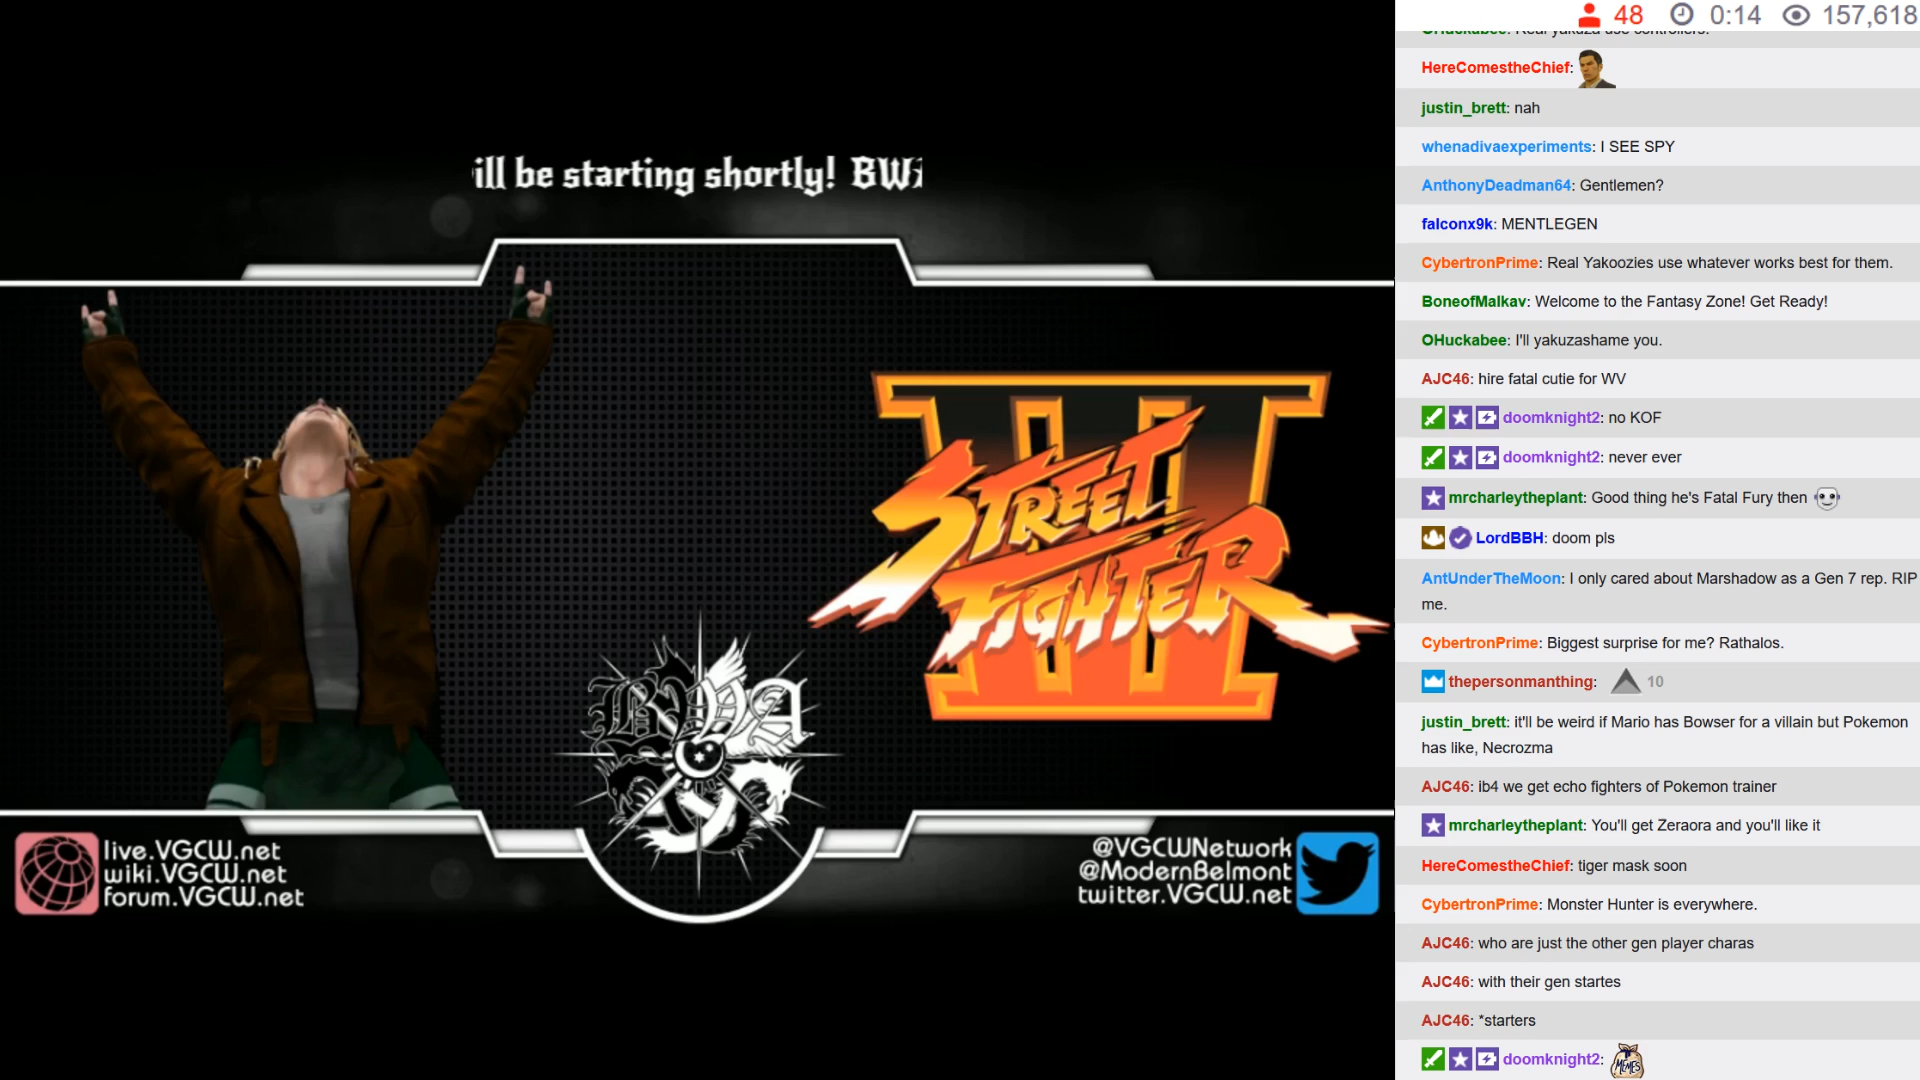 ill be starting shortly! BW
STREET
FIGHTER
III
BWA
live.VGCW.net
wiki.VGCW.net
forum.VGCW.net
@VGCWNetwork
@ModernBelmont
twitter.VGCW.net
48 0:14 157,618
OHuckabee: Real yakuza use controllers.
HereComestheChief:
justin_brett: nah
whenadivaexperiments: I SEE SPY
AnthonyDeadman64: Gentlemen?
falconx9k: MENTLEGEN
CybertronPrime: Real Yakoozies use whatever works best for them.
BoneofMalkav: Welcome to the Fantasy Zone! Get Ready!
OHuckabee: I'll yakuzashame you.
AJC46: hire fatal cutie for WV
doomknight2: no KOF
doomknight2: never ever
mrcharleytheplant: Good thing he's Fatal Fury then
LordBBH: doom pls
AntUnderTheMoon: I only cared about Marshadow as a Gen 7 rep. RIP
me.
CybertronPrime: Biggest surprise for me? Rathalos.
thepersonmanthing: 10
justin_brett: it'll be weird if Mario has Bowser for a villain but Pokemon
has like, Necrozma
AJC46: ib4 we get echo fighters of Pokemon trainer
mrcharleytheplant: You'll get Zeraora and you'll like it
HereComestheChief: tiger mask soon
CybertronPrime: Monster Hunter is everywhere.
AJC46: who are just the other gen player charas
AJC46: with their gen startes
AJC46: *starters
doomknight2: MEMES